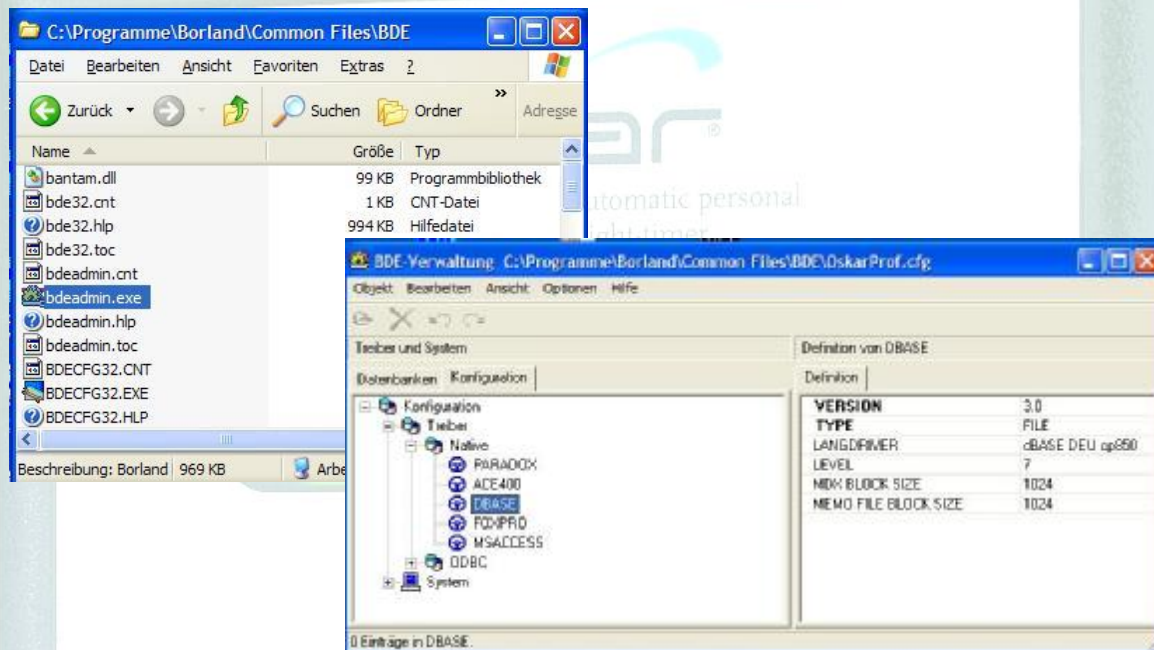 C:\Programme\Borland\Common Files\BDE
Datei Bearbeiten Ansicht Favoriten Extras ?
Zurück Suchen Ordner » Adresse
Name Größe Typ
bantam.dll 99 KB Programmbibliothek
bde32.cnt 1 KB CNT-Datei
bde32.hlp 994 KB Hilfedatei
bde32.toc
bdeadmin.cnt
bdeadmin.exe
bdeadmin.hlp
bdeadmin.toc
BDECFG32.CNT
BDECFG32.EXE
BDECFG32.HLP
Beschreibung: Borland 969 KB Arbe
ar ®
utomatic personal
ight-timer
BDE-Verwaltung C:\Programme\Borland\Common Files\BDE\OskarProf.cfg
Objekt Bearbeiten Ansicht Optionen Hilfe
Treiber und System
Definition von DBASE
Datenbanken Konfiguration
Definition
Konfiguration
Treiber
Native
PARADOX
ACE400
DBASE
FOXPRO
MSACCESS
ODBC
System
VERSION 3.0
TYPE FILE
LANGDRIVER dBASE DEU cp850
LEVEL 7
MDX BLOCK SIZE 1024
MEMO FILE BLOCK SIZE 1024
0 Einträge in DBASE.